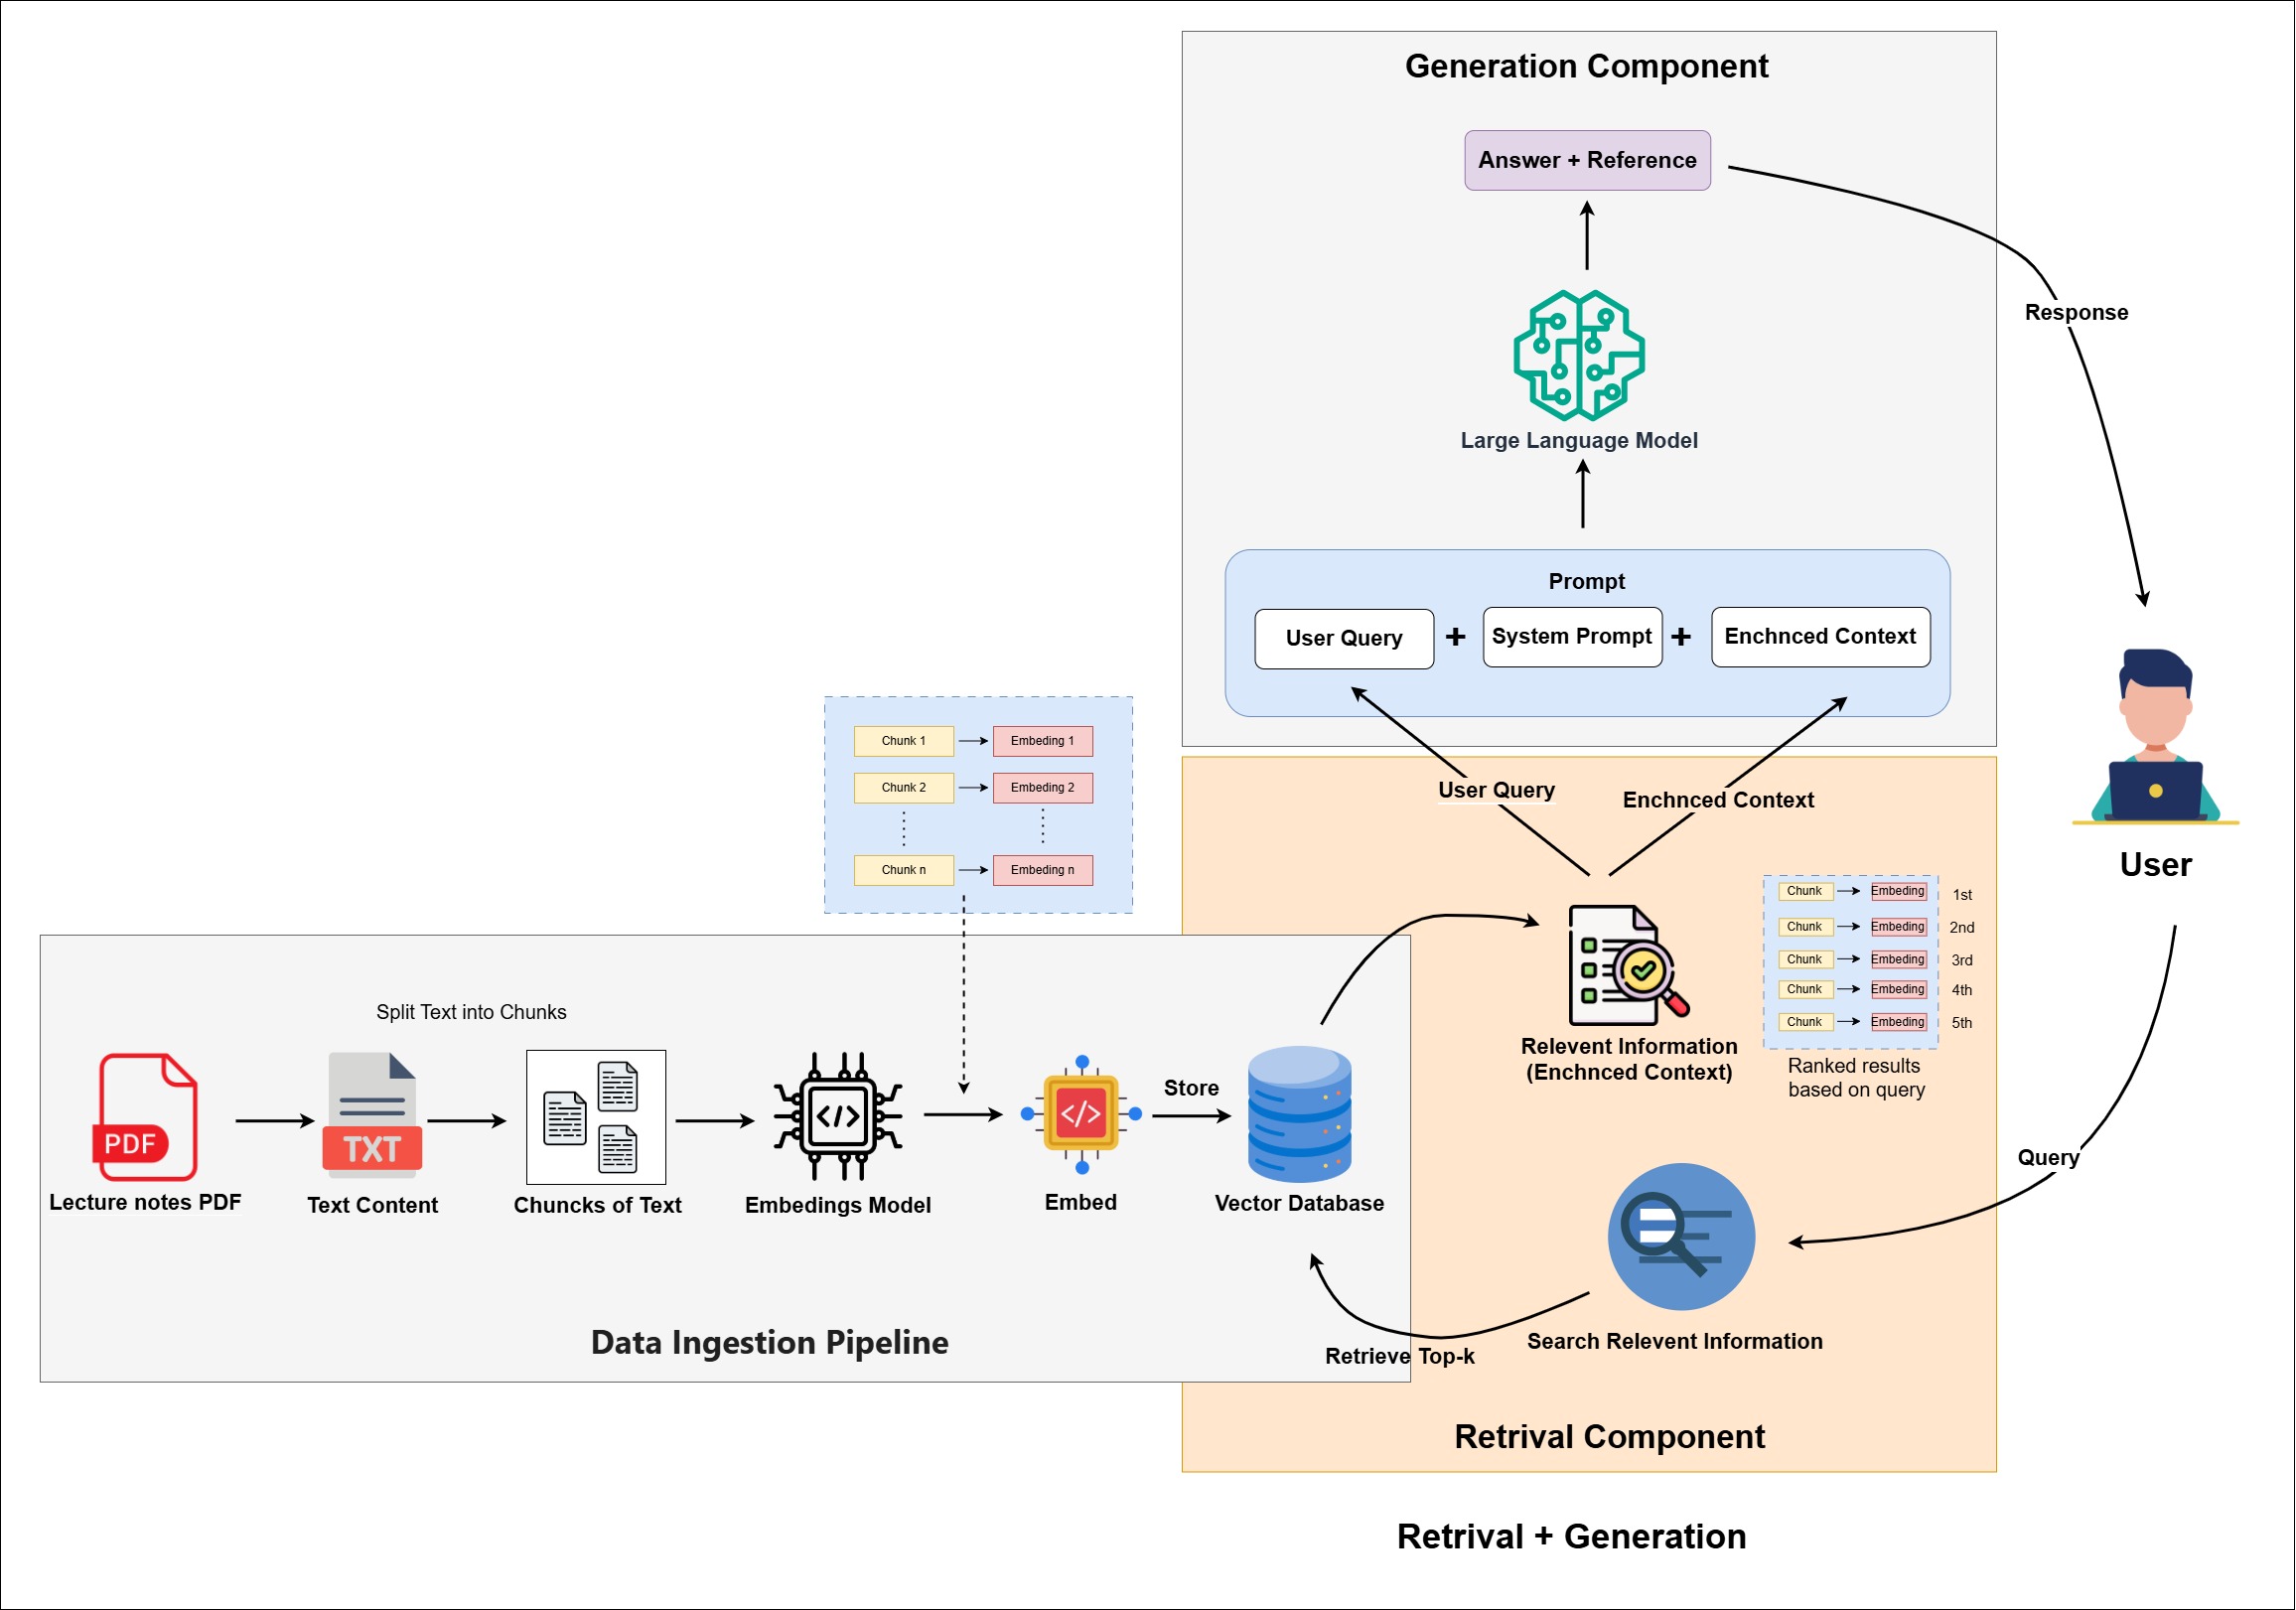 Generation Component
Answer + Reference
Response
Large Language Model
Prompt
User Query + System Prompt + Enchnced Context
User Query
Enchnced Context
User
Chunk 1
Embeding 1
Chunk 2
Embeding 2
Chunk n
Embeding n
Split Text into Chunks
PDF
Lecture notes PDF
TXT
Text Content
Chuncks of Text
</>
Embedings Model
</>
Embed
Store
Vector Database
Data Ingestion Pipeline
Relevent Information
(Enchnced Context)
Chunk
Embeding
1st
Chunk
Embeding
2nd
Chunk
Embeding
3rd
Chunk
Embeding
4th
Chunk
Embeding
5th
Ranked results
based on query
Query
Search Relevent Information
Retrieve Top-k
Retrival Component
Retrival + Generation